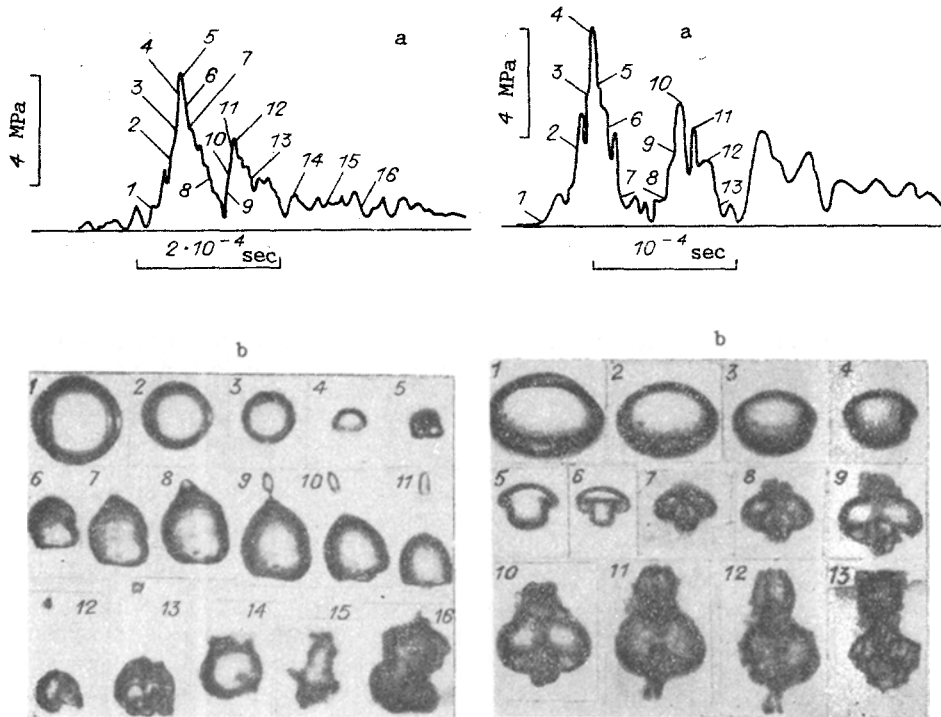 a
4 MPa
1 2 3 4 5 6 7 8 9 10 11 12 13 14 15 16
2·10⁻⁴ sec
a
4 MPa
1 2 3 4 5 6 7 8 9 10 11 12 13
10⁻⁴ sec
b
1 2 3 4 5
6 7 8 9 10 11
12 13 14 15 16
b
1 2 3 4
5 6 7 8 9
10 11 12 13